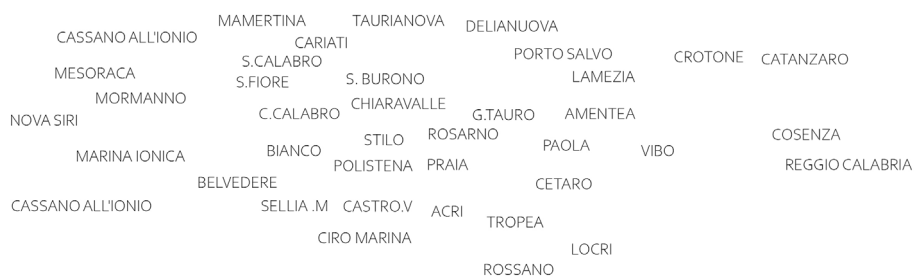 MAMERTINA
TAURIANOVA
DELIANUOVA
CASSANO ALL'IONIO
CARIATI
PORTO SALVO
CROTONE
CATANZARO
S.CALABRO
MESORACA
S.FIORE
S. BURONO
LAMEZIA
MORMANNO
CHIARAVALLE
C.CALABRO
G.TAURO
AMENTEA
NOVA SIRI
ROSARNO
COSENZA
STILO
PAOLA
BIANCO
VIBO
MARINA IONICA
POLISTENA
PRAIA
REGGIO CALABRIA
BELVEDERE
CETARO
CASSANO ALL'IONIO
SELLIA .M
CASTRO.V
ACRI
TROPEA
CIRO MARINA
LOCRI
ROSSANO